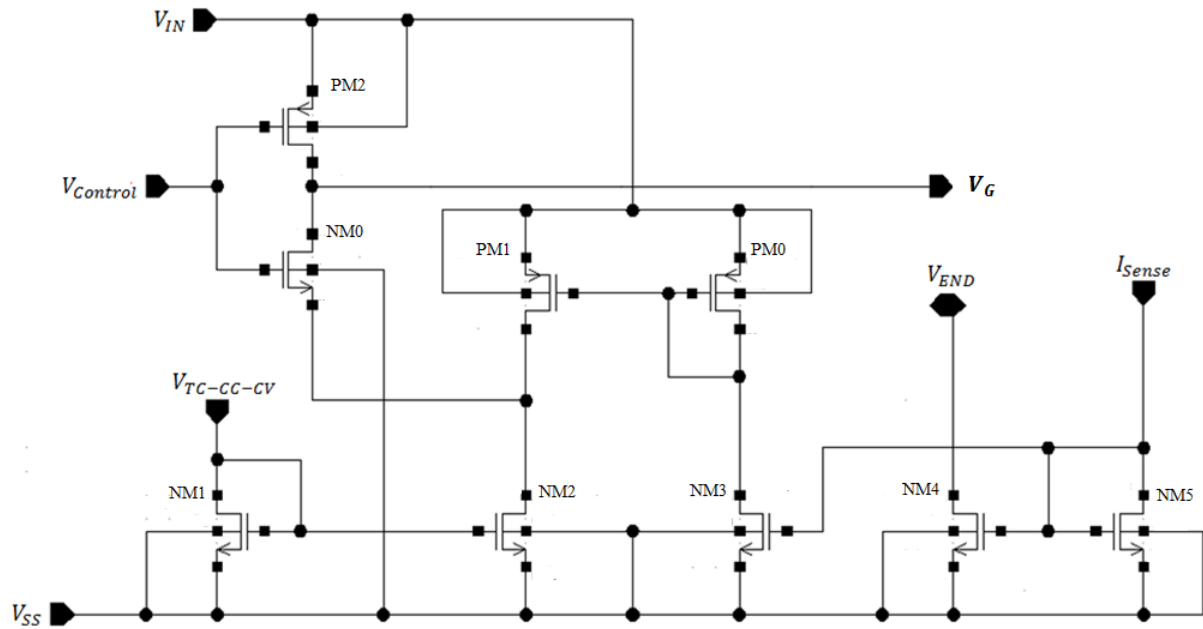 V_IN
PM2
V_Control
V_G
NM0
PM1
PM0
V_END
I_Sense
V_TC−CC−CV
NM1
NM2
NM3
NM4
NM5
V_SS